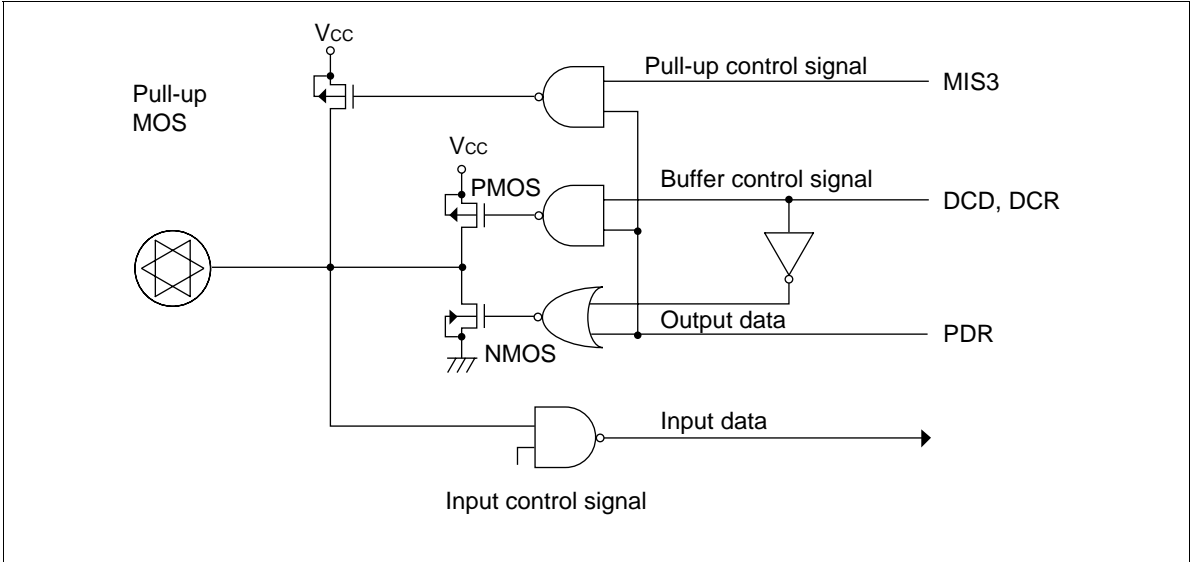 VCC
Pull-up control signal
MIS3
Pull-up
MOS
VCC
PMOS
Buffer control signal
DCD, DCR
Output data
PDR
NMOS
Input data
Input control signal